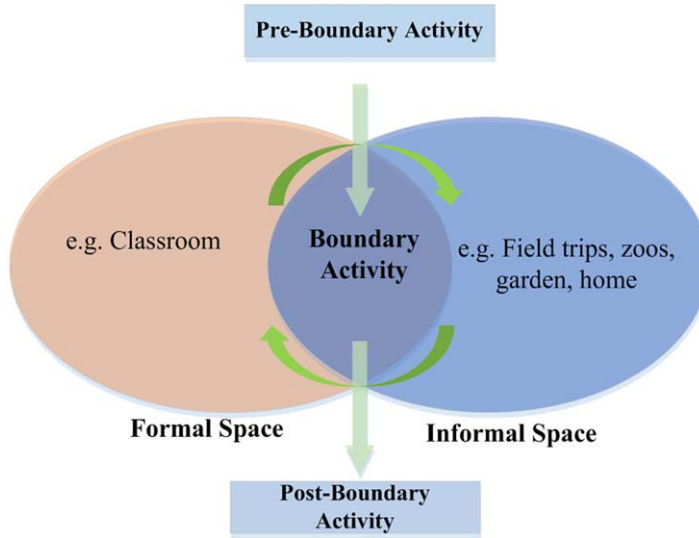 Pre-Boundary Activity
e.g. Classroom
Boundary
Activity
e.g. Field trips, zoos,
garden, home
Formal Space
Informal Space
Post-Boundary
Activity